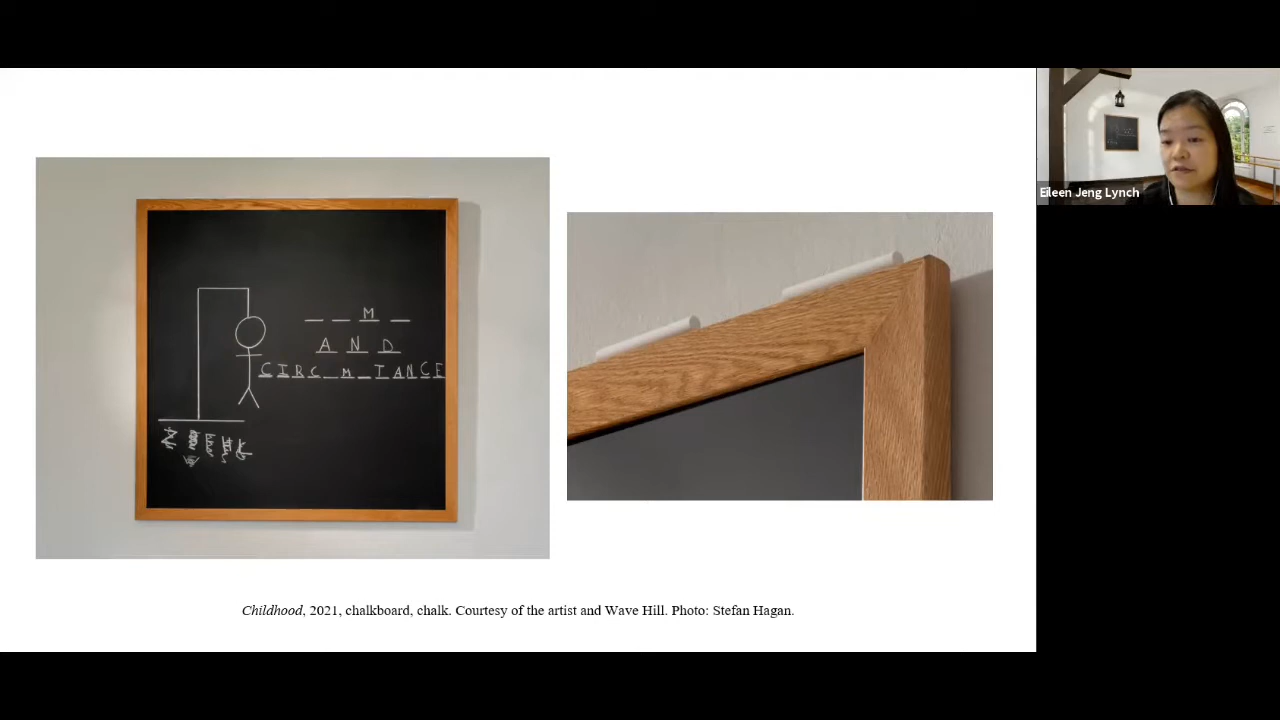 _ _ M _
A N D
C I R C _ M _ T A N C E
Childhood, 2021, chalkboard, chalk. Courtesy of the artist and Wave Hill. Photo: Stefan Hagan.
Eileen Jeng Lynch